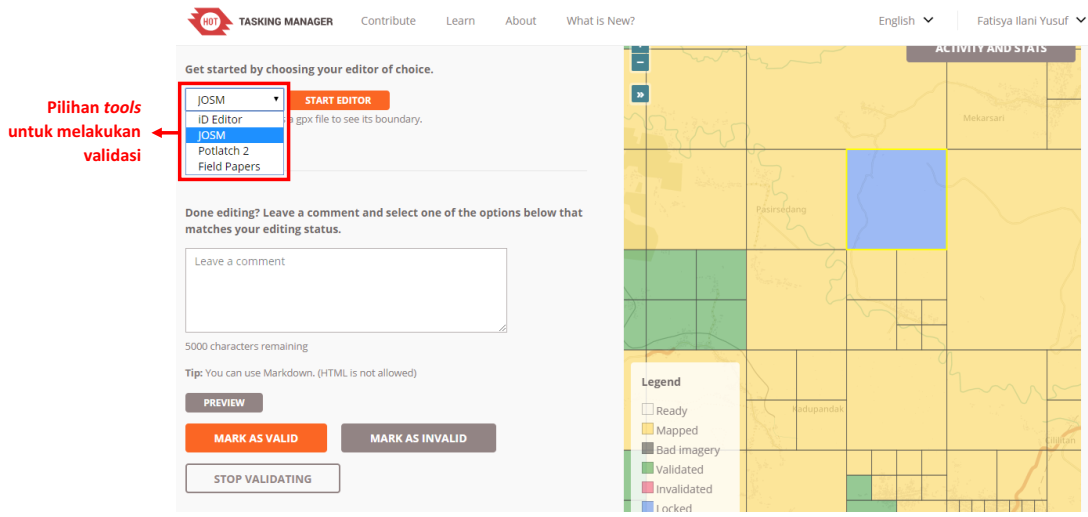 HOT TASKING MANAGER Contribute Learn About What is New? English Fatisya Ilani Yusuf
ACTIVITY AND STATS
Get started by choosing your editor of choice.
JOSM START EDITOR
iD Editor
JOSM
Potlatch 2
Field Papers
a gpx file to see its boundary.
Pilihan tools
untuk melakukan
validasi
Done editing? Leave a comment and select one of the options below that
matches your editing status.
Leave a comment
5000 characters remaining
Tip: You can use Markdown. (HTML is not allowed)
PREVIEW
MARK AS VALID MARK AS INVALID
STOP VALIDATING
+
−
»
Mekarsari
Pasirsedang
Kadupandak
Cililitan
Legend
Ready
Mapped
Bad imagery
Validated
Invalidated
Locked